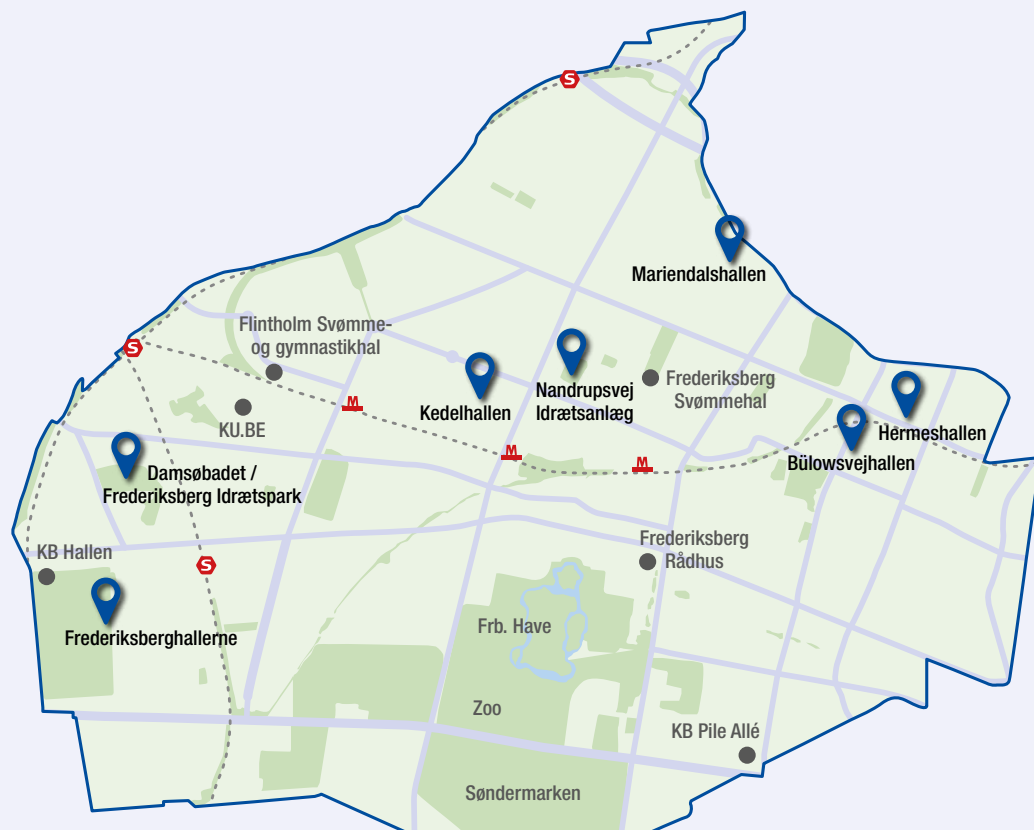 S
Mariendalshallen
Flintholm Svømme-
og gymnastikhal
S
Nandrupsvej
Idrætsanlæg
Frederiksberg
Svømmehal
Kedelhallen
M
KU.BE
Hermeshallen
Bülowsvejhallen
M
M
Damsøbadet /
Frederiksberg Idrætspark
KB Hallen
S
Frederiksberg
Rådhus
Frederiksberghallerne
Frb. Have
Zoo
KB Pile Allé
Søndermarken